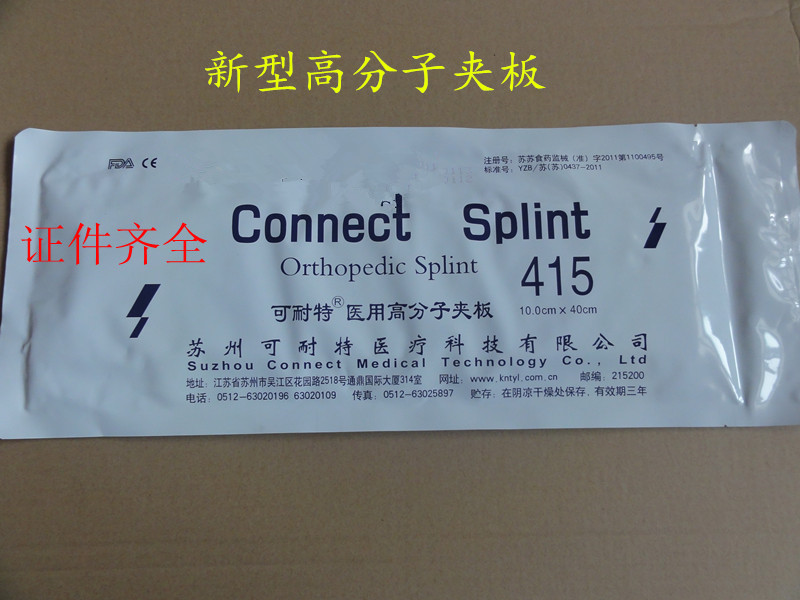 新型高分子夹板
FDA CE
注册号：苏苏食药监械（准）字2011第1100495号
标准号：YZB/苏(苏)0437-2011
证件齐全
Connect Splint
Orthopedic Splint
415
10.0cm×40cm
可耐特®医用高分子夹板
苏州可耐特医疗科技有限公司
Suzhou Connect Medical Technology Co., Ltd
地址：江苏省苏州市吴江区花园路2518号通鼎国际大厦314室 网址：www.kntyl.com.cn 邮编：215200
电话：0512-63020196 63020109 传真：0512-63025897 贮存：在阴凉干燥处保存，有效期三年